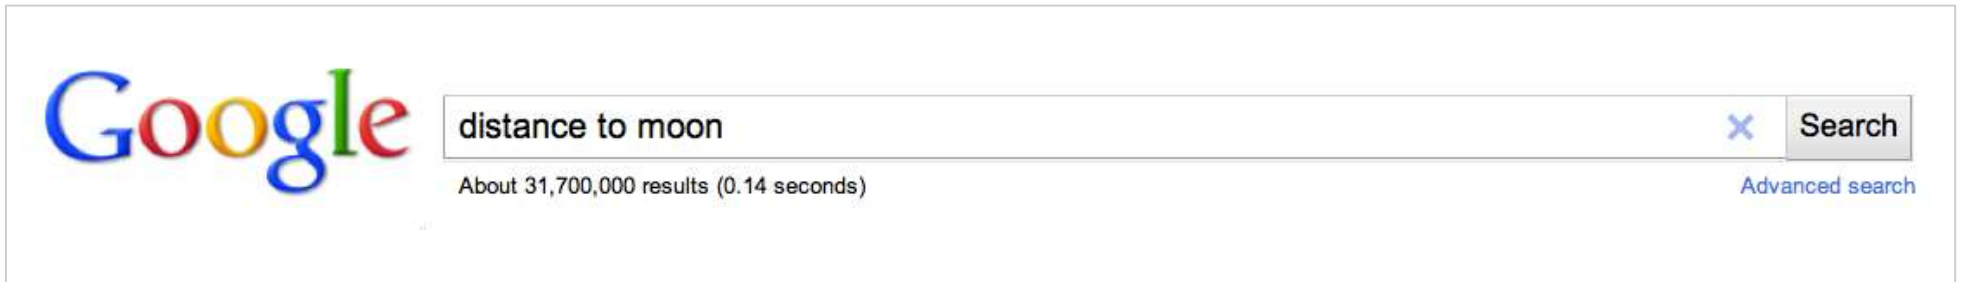 Google
distance to moon
Search
About 31,700,000 results (0.14 seconds)
Advanced search